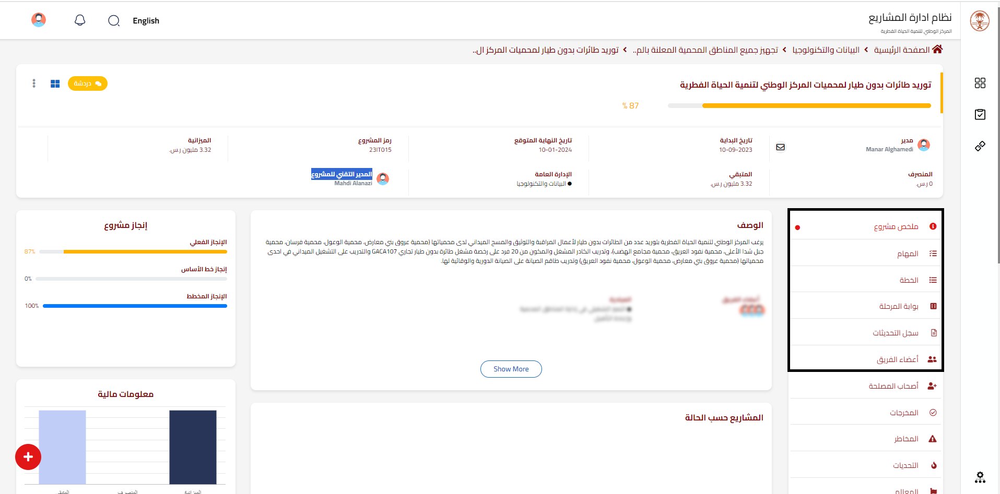 نظام ادارة المشاريع
المركز الوطني لتنمية الحياة الفطرية
English
الصفحة الرئيسية
البيانات والتكنولوجيا
تجهيز جميع المناطق المحمية المعلنة بالم..
توريد طائرات بدون طيار لمحميات المركز ال..
توريد طائرات بدون طيار لمحميات المركز الوطني لتنمية الحياة الفطرية
دردشة
% 87
مدير
Manar Alghamedi
تاريخ البداية
10-09-2023
تاريخ النهاية المتوقع
10-01-2024
رمز المشروع
23IT015
الميزانية
3.32 مليون ر.س.
المنصرف
0 ر.س.
المتبقي
3.32 مليون ر.س.
الإدارة العامة
البيانات والتكنولوجيا
المدير التقني للمشروع
Mahdi Alanazi
ملخص مشروع
المهام
الخطة
بوابة المرحلة
سجل التحديثات
أعضاء الفريق
أصحاب المصلحة
المخرجات
المخاطر
التحديات
المعالم
الوصف
يرغب المركز الوطني لتنمية الحياة الفطرية بتوريد عدد من الطائرات بدون طيار لأعمال المراقبة والتوثيق والمسح الميداني لدى محمياتها (محمية عروق بني معارض، محمية الوعول، محمية فرسان، محمية
جبل شدا الأعلى، محمية نفود العريق، محمية مجامع الهضب)، وتدريب الكادر المشغل والمكون من 20 فرد على رخصة مشغل طائرة بدون طيار تجاري GACA107 والتدريب على التشغيل الميداني في احدى
محمياتها (محمية عروق بني معارض، محمية الوعول، محمية نفود العريق) وتدريب طاقم الصيانة على الصيانة الدورية والوقائية لها.
Show More
المشاريع حسب الحالة
إنجاز مشروع
الإنجاز الفعلي
87%
إنجاز خط الأساس
0%
الإنجاز المخطط
100%
معلومات مالية
الميزانية
المنصرف
المتبقي